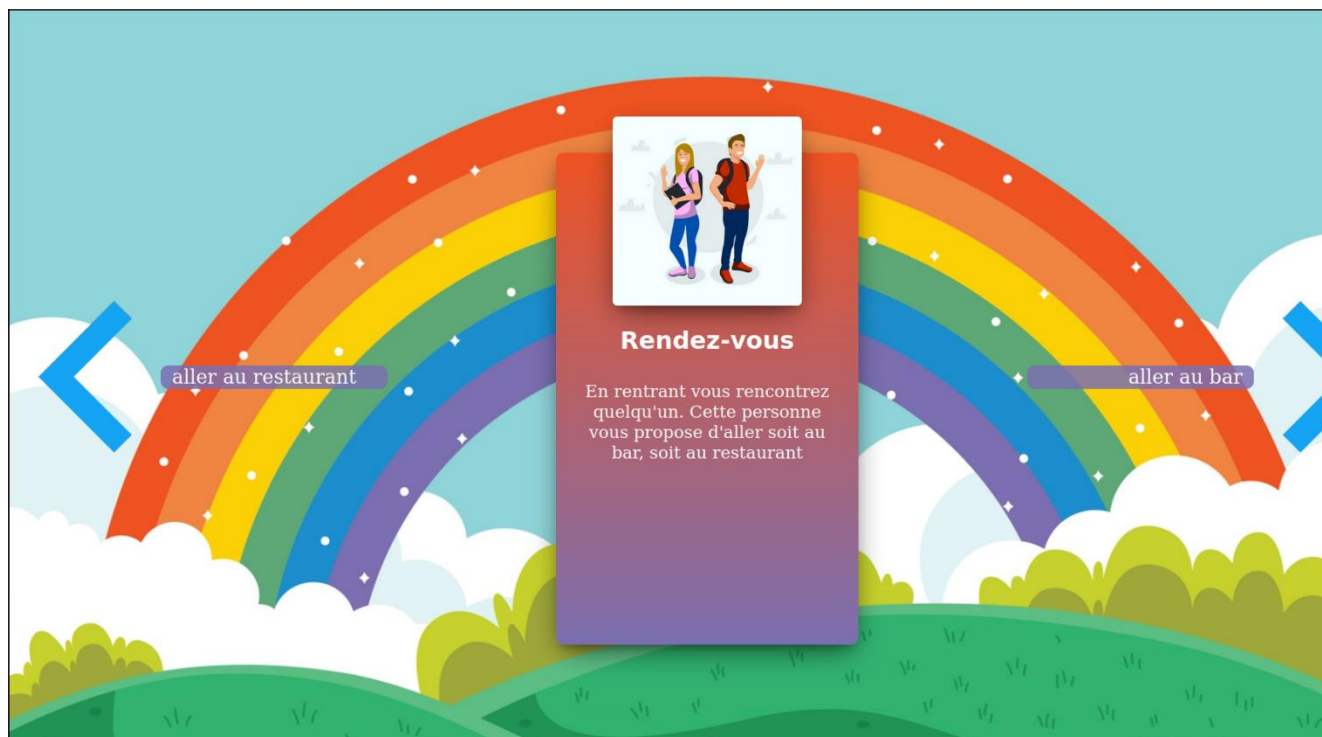 Rendez-vous
aller au restaurant
aller au bar
En rentrant vous rencontrez
quelqu'un. Cette personne
vous propose d'aller soit au
bar, soit au restaurant